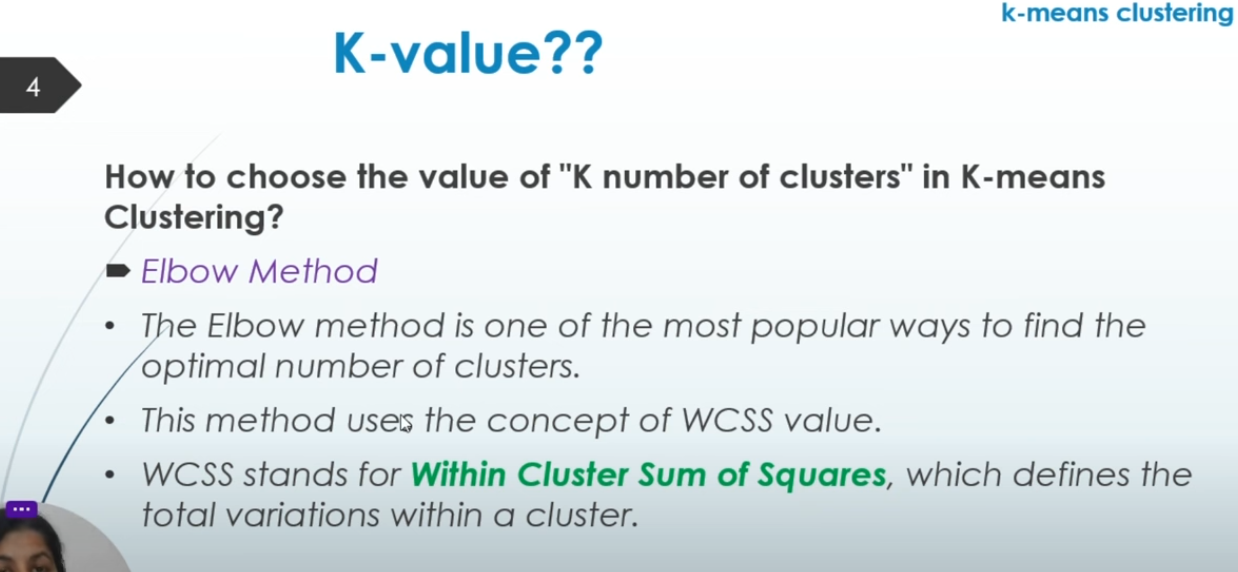 k-means clustering
K-value??
4
How to choose the value of "K number of clusters" in K-means
Clustering?
Elbow Method
• The Elbow method is one of the most popular ways to find the
optimal number of clusters.
• This method uses the concept of WCSS value.
• WCSS stands for Within Cluster Sum of Squares, which defines the
total variations within a cluster.